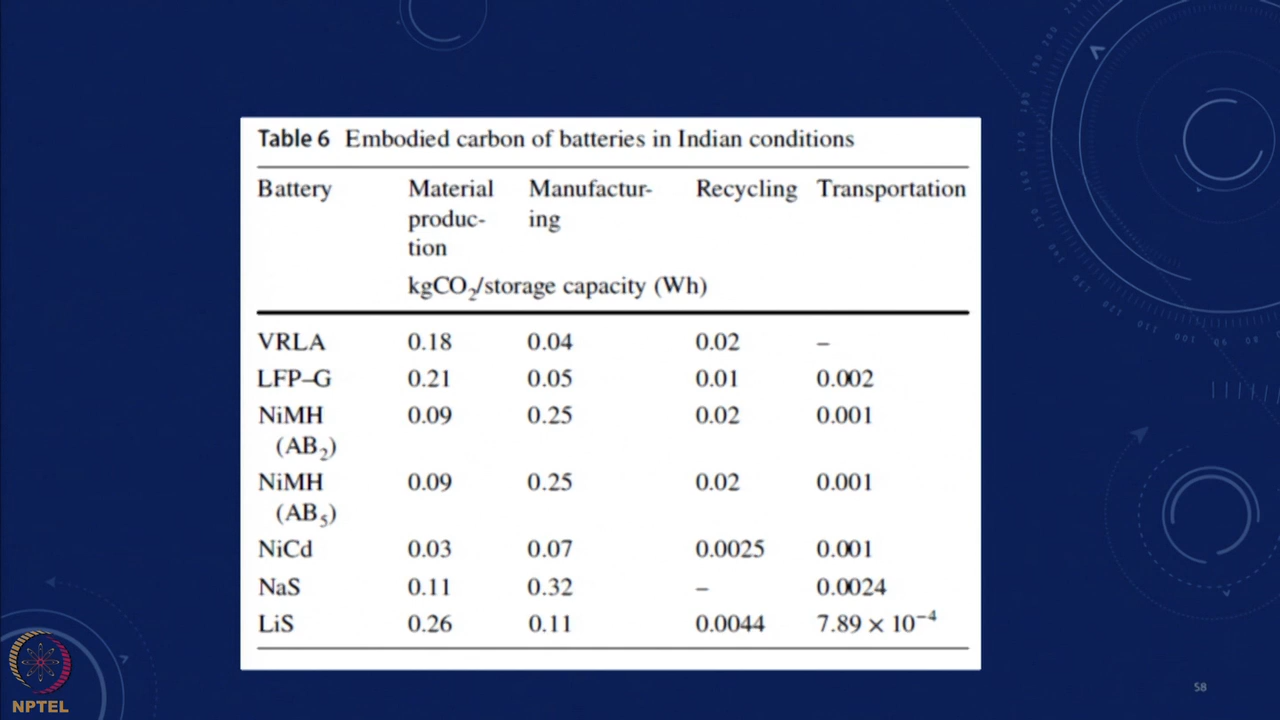 Table 6 Embodied carbon of batteries in Indian conditions
Battery Material Manufactur- Recycling Transportation
produc- ing
tion
kgCO₂/storage capacity (Wh)
VRLA 0.18 0.04 0.02 –
LFP–G 0.21 0.05 0.01 0.002
NiMH 0.09 0.25 0.02 0.001
(AB₂)
NiMH 0.09 0.25 0.02 0.001
(AB₅)
NiCd 0.03 0.07 0.0025 0.001
NaS 0.11 0.32 – 0.0024
LiS 0.26 0.11 0.0044 7.89 × 10⁻⁴
NPTEL
58